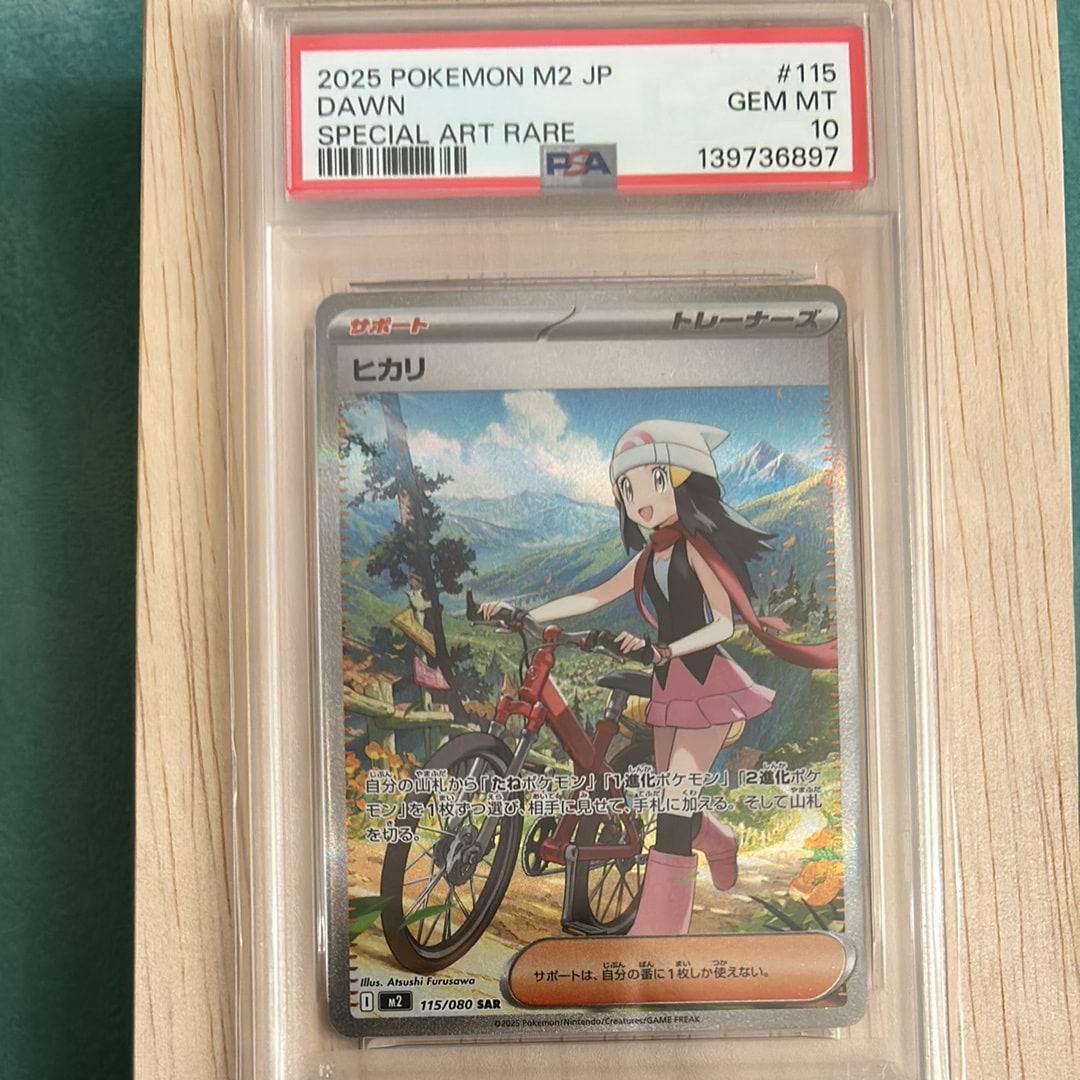 2025 POKEMON M2 JP #115
DAWN GEM MT
SPECIAL ART RARE 10
PSA 139736897
サポート トレーナーズ
ヒカリ
自分の山札から「たねポケモン」「1進化ポケモン」「2進化ポケ
モン」を1枚ずつ選び、相手に見せて、手札に加える。そして山札
を切る。
サポートは、自分の番に1枚しか使えない。
Illus. Atsushi Furusawa
I M2 115/080 SAR
©2025 Pokémon/Nintendo/Creatures/GAME FREAK